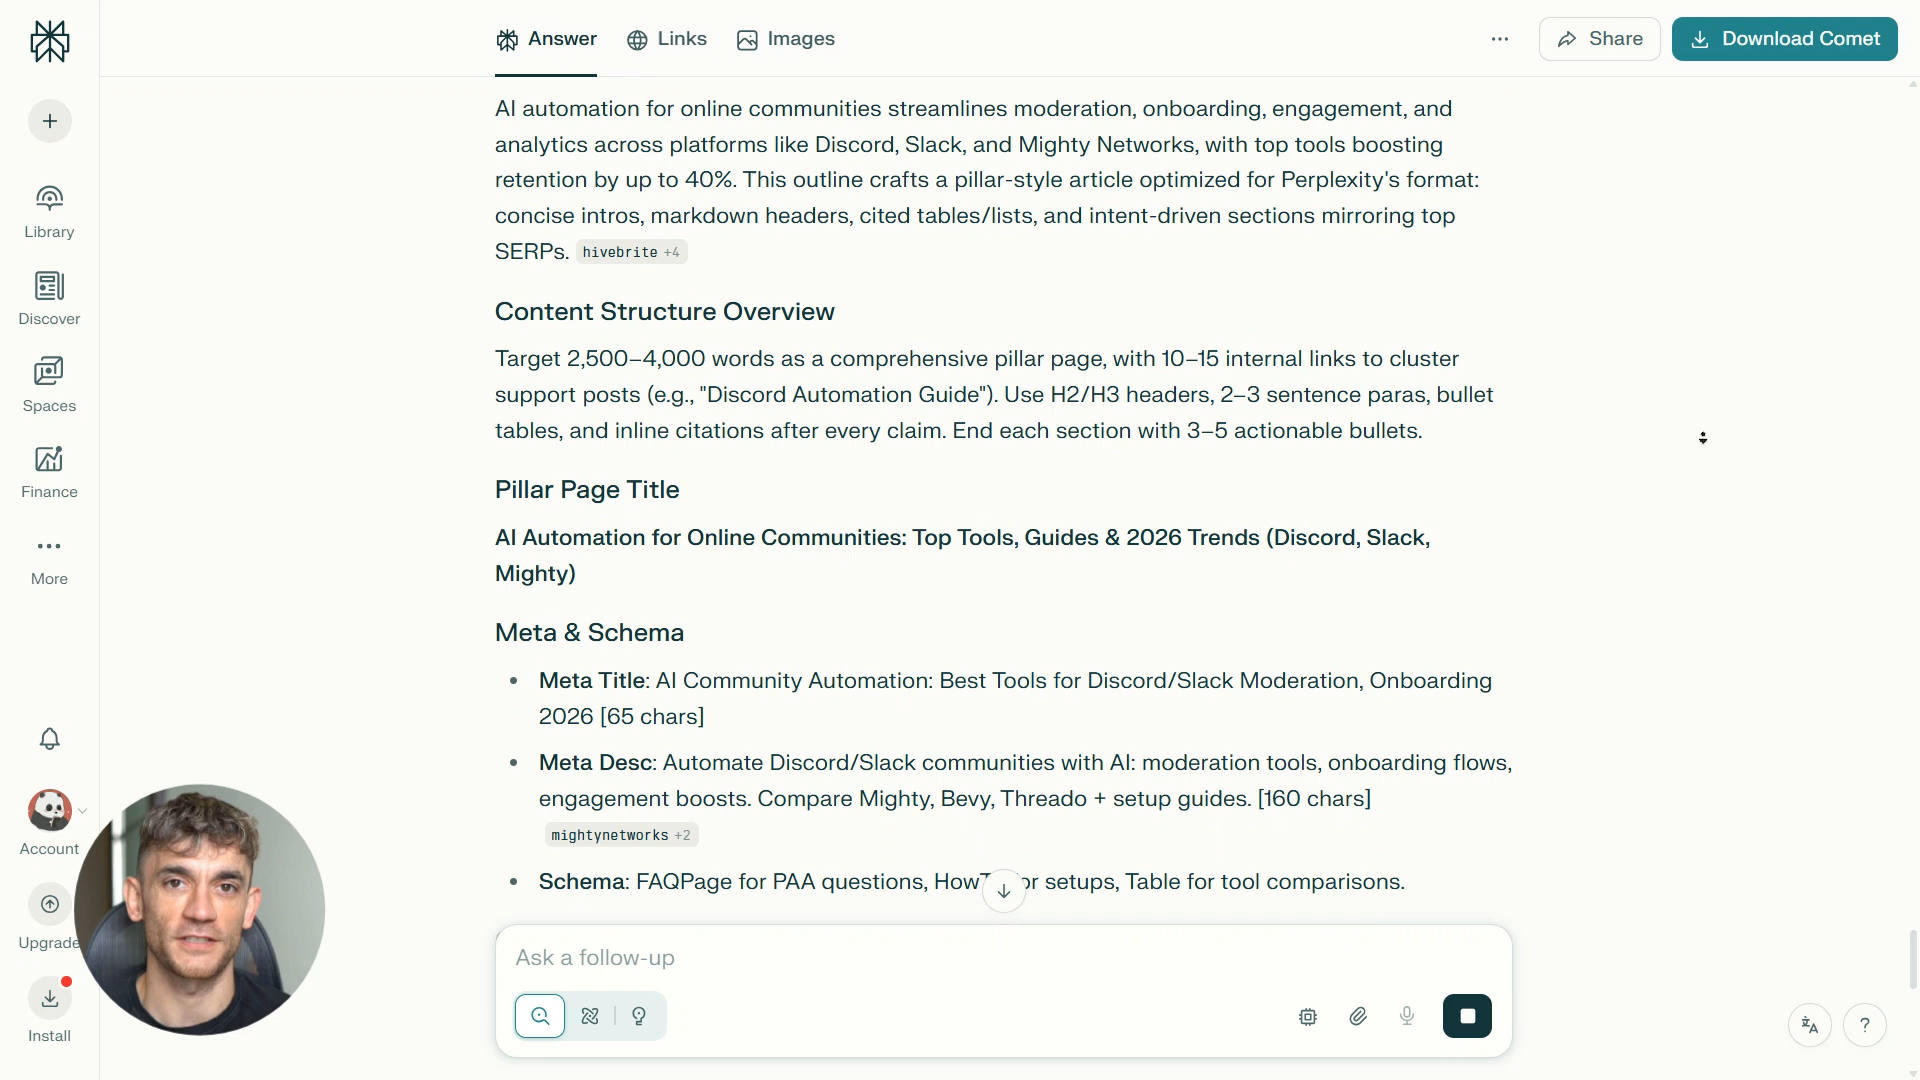 Answer
Links
Images
Share
Download Comet
AI automation for online communities streamlines moderation, onboarding, engagement, and
analytics across platforms like Discord, Slack, and Mighty Networks, with top tools boosting
retention by up to 40%. This outline crafts a pillar-style article optimized for Perplexity's format:
concise intros, markdown headers, cited tables/lists, and intent-driven sections mirroring top
SERPs. hivebrite +4
Content Structure Overview
Target 2,500–4,000 words as a comprehensive pillar page, with 10–15 internal links to cluster
support posts (e.g., "Discord Automation Guide"). Use H2/H3 headers, 2–3 sentence paras, bullet
tables, and inline citations after every claim. End each section with 3–5 actionable bullets.
Pillar Page Title
AI Automation for Online Communities: Top Tools, Guides & 2026 Trends (Discord, Slack,
Mighty)
Meta & Schema
• Meta Title: AI Community Automation: Best Tools for Discord/Slack Moderation, Onboarding
2026 [65 chars]
• Meta Desc: Automate Discord/Slack communities with AI: moderation tools, onboarding flows,
engagement boosts. Compare Mighty, Bevy, Threado + setup guides. [160 chars]
mightynetworks +2
• Schema: FAQPage for PAA questions, setups, Table for tool comparisons.
Ask a follow-up
Library
Discover
Spaces
Finance
More
Account
Upgrade
Install